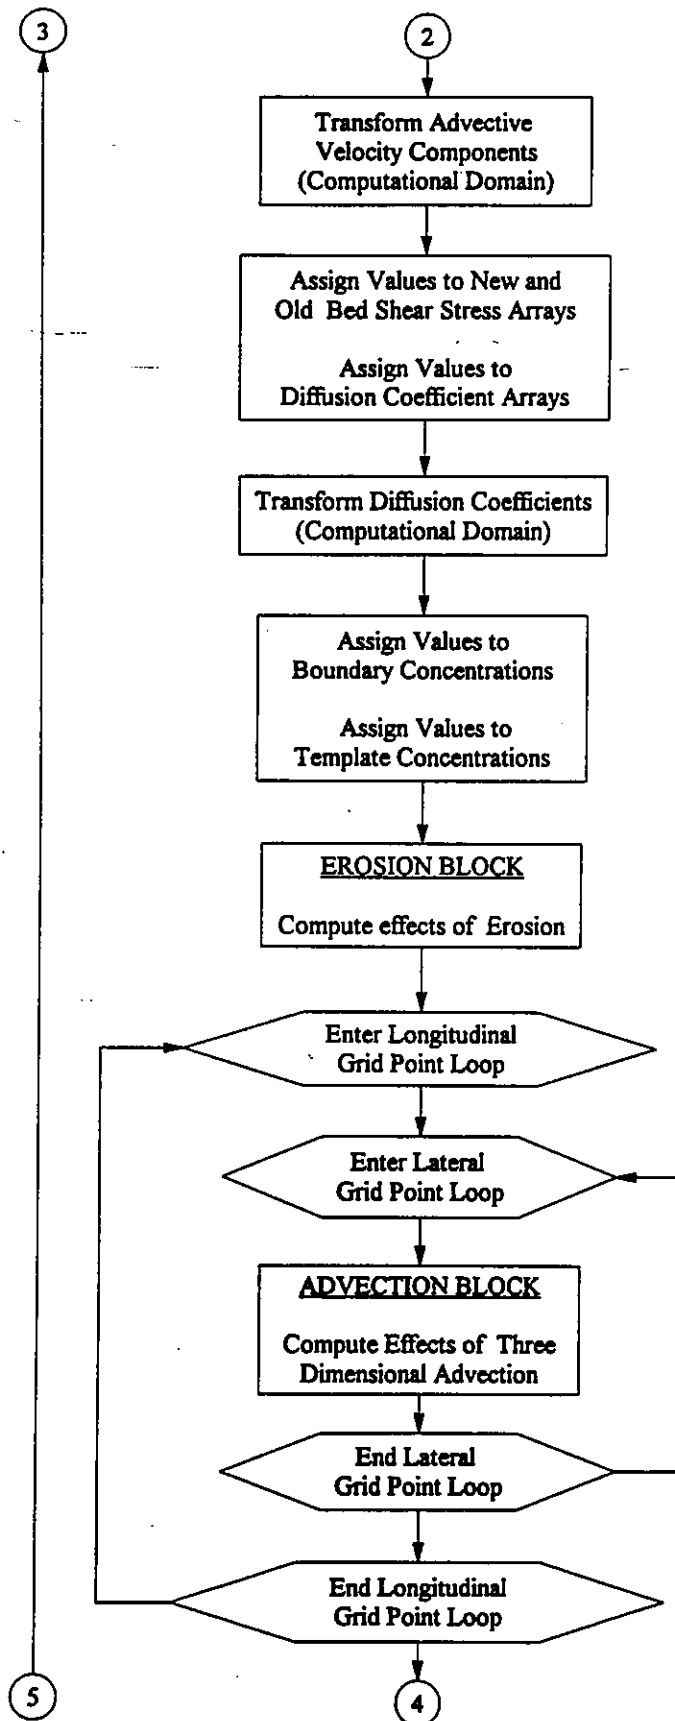 3
2
Transform Advective
Velocity Components
(Computational Domain)
Assign Values to New and
Old Bed Shear Stress Arrays
Assign Values to
Diffusion Coefficient Arrays
Transform Diffusion Coefficients
(Computational Domain)
Assign Values to
Boundary Concentrations
Assign Values to
Template Concentrations
EROSION BLOCK
Compute effects of Erosion
Enter Longitudinal
Grid Point Loop
Enter Lateral
Grid Point Loop
ADVECTION BLOCK
Compute Effects of Three
Dimensional Advection
End Lateral
Grid Point Loop
End Longitudinal
Grid Point Loop
5
4